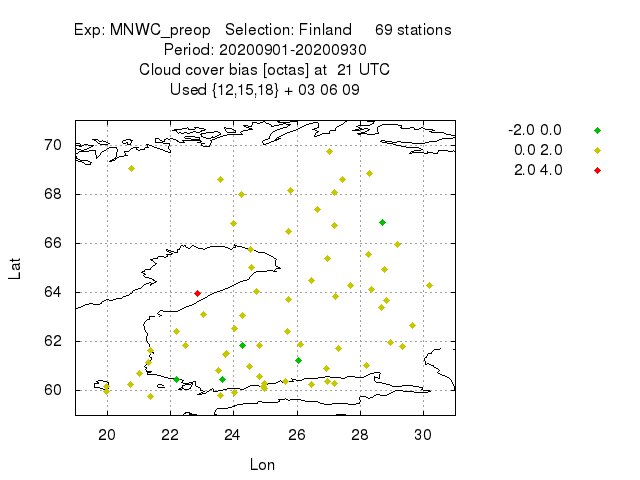 Exp: MNWC_preop   Selection: Finland     69 stations
Period: 20200901-20200930
Cloud cover bias [octas] at  21 UTC
Used {12,15,18} + 03 06 09
-2.0 0.0
0.0 2.0
2.0 4.0
70
68
66
64
62
60
Lat
20 22 24 26 28 30
Lon